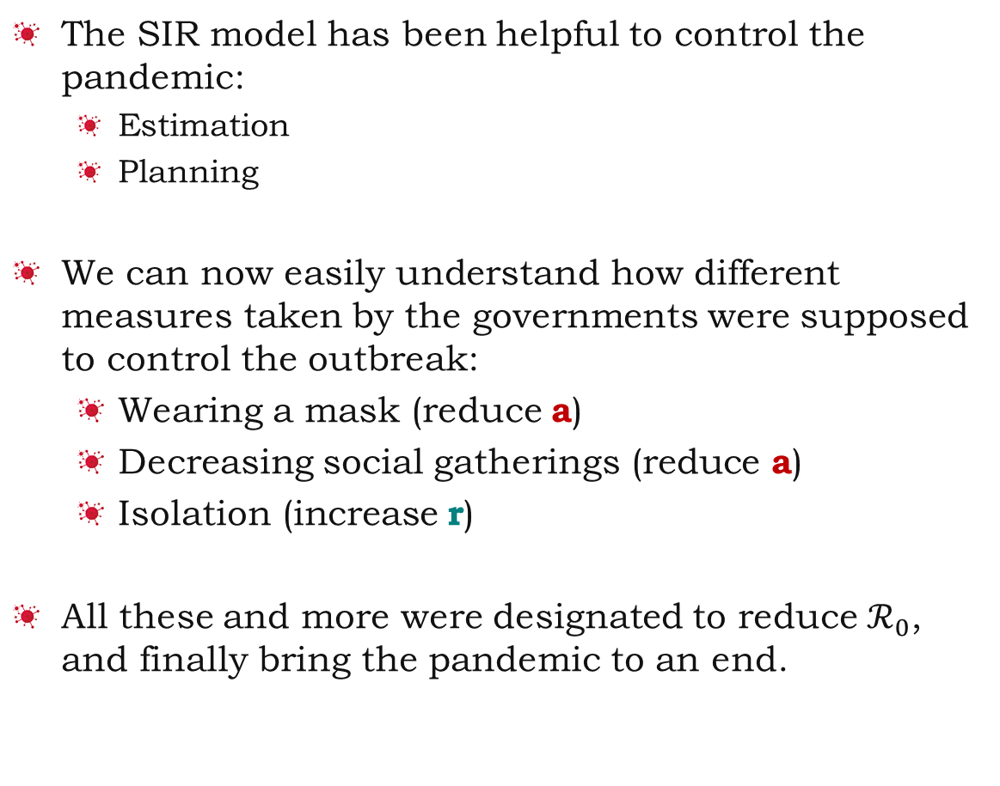 The SIR model has been helpful to control the
pandemic:
Estimation
Planning
We can now easily understand how different
measures taken by the governments were supposed
to control the outbreak:
Wearing a mask (reduce a)
Decreasing social gatherings (reduce a)
Isolation (increase r)
All these and more were designated to reduce ℛ₀,
and finally bring the pandemic to an end.